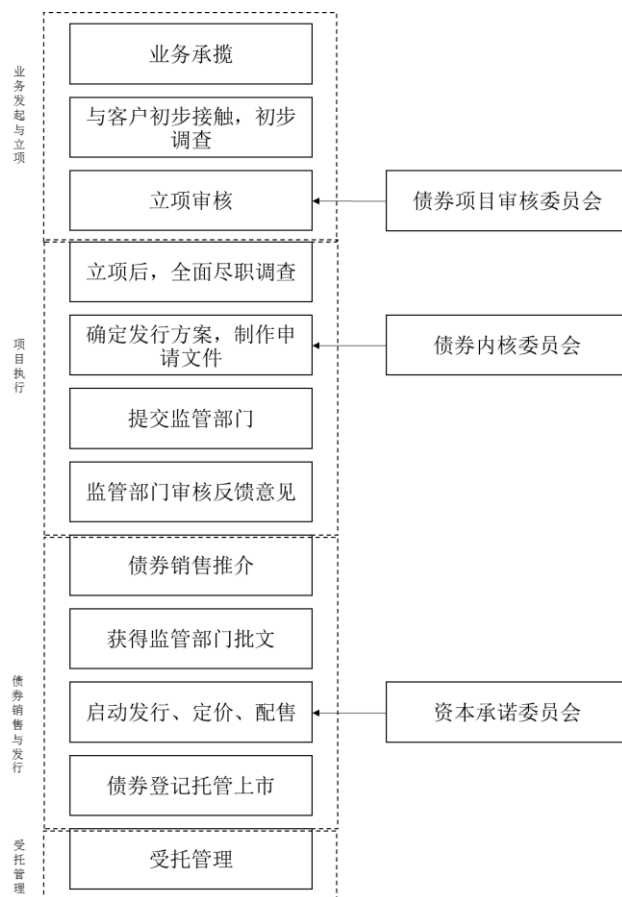 业务发起与立项
业务承揽
与客户初步接触，初步
调查
立项审核
债券项目审核委员会
项目执行
立项后，全面尽职调查
确定发行方案，制作申
请文件
债券内核委员会
提交监管部门
监管部门审核反馈意见
债券销售与发行
债券销售推介
获得监管部门批文
启动发行、定价、配售
资本承诺委员会
债券登记托管上市
受托管理
受托管理